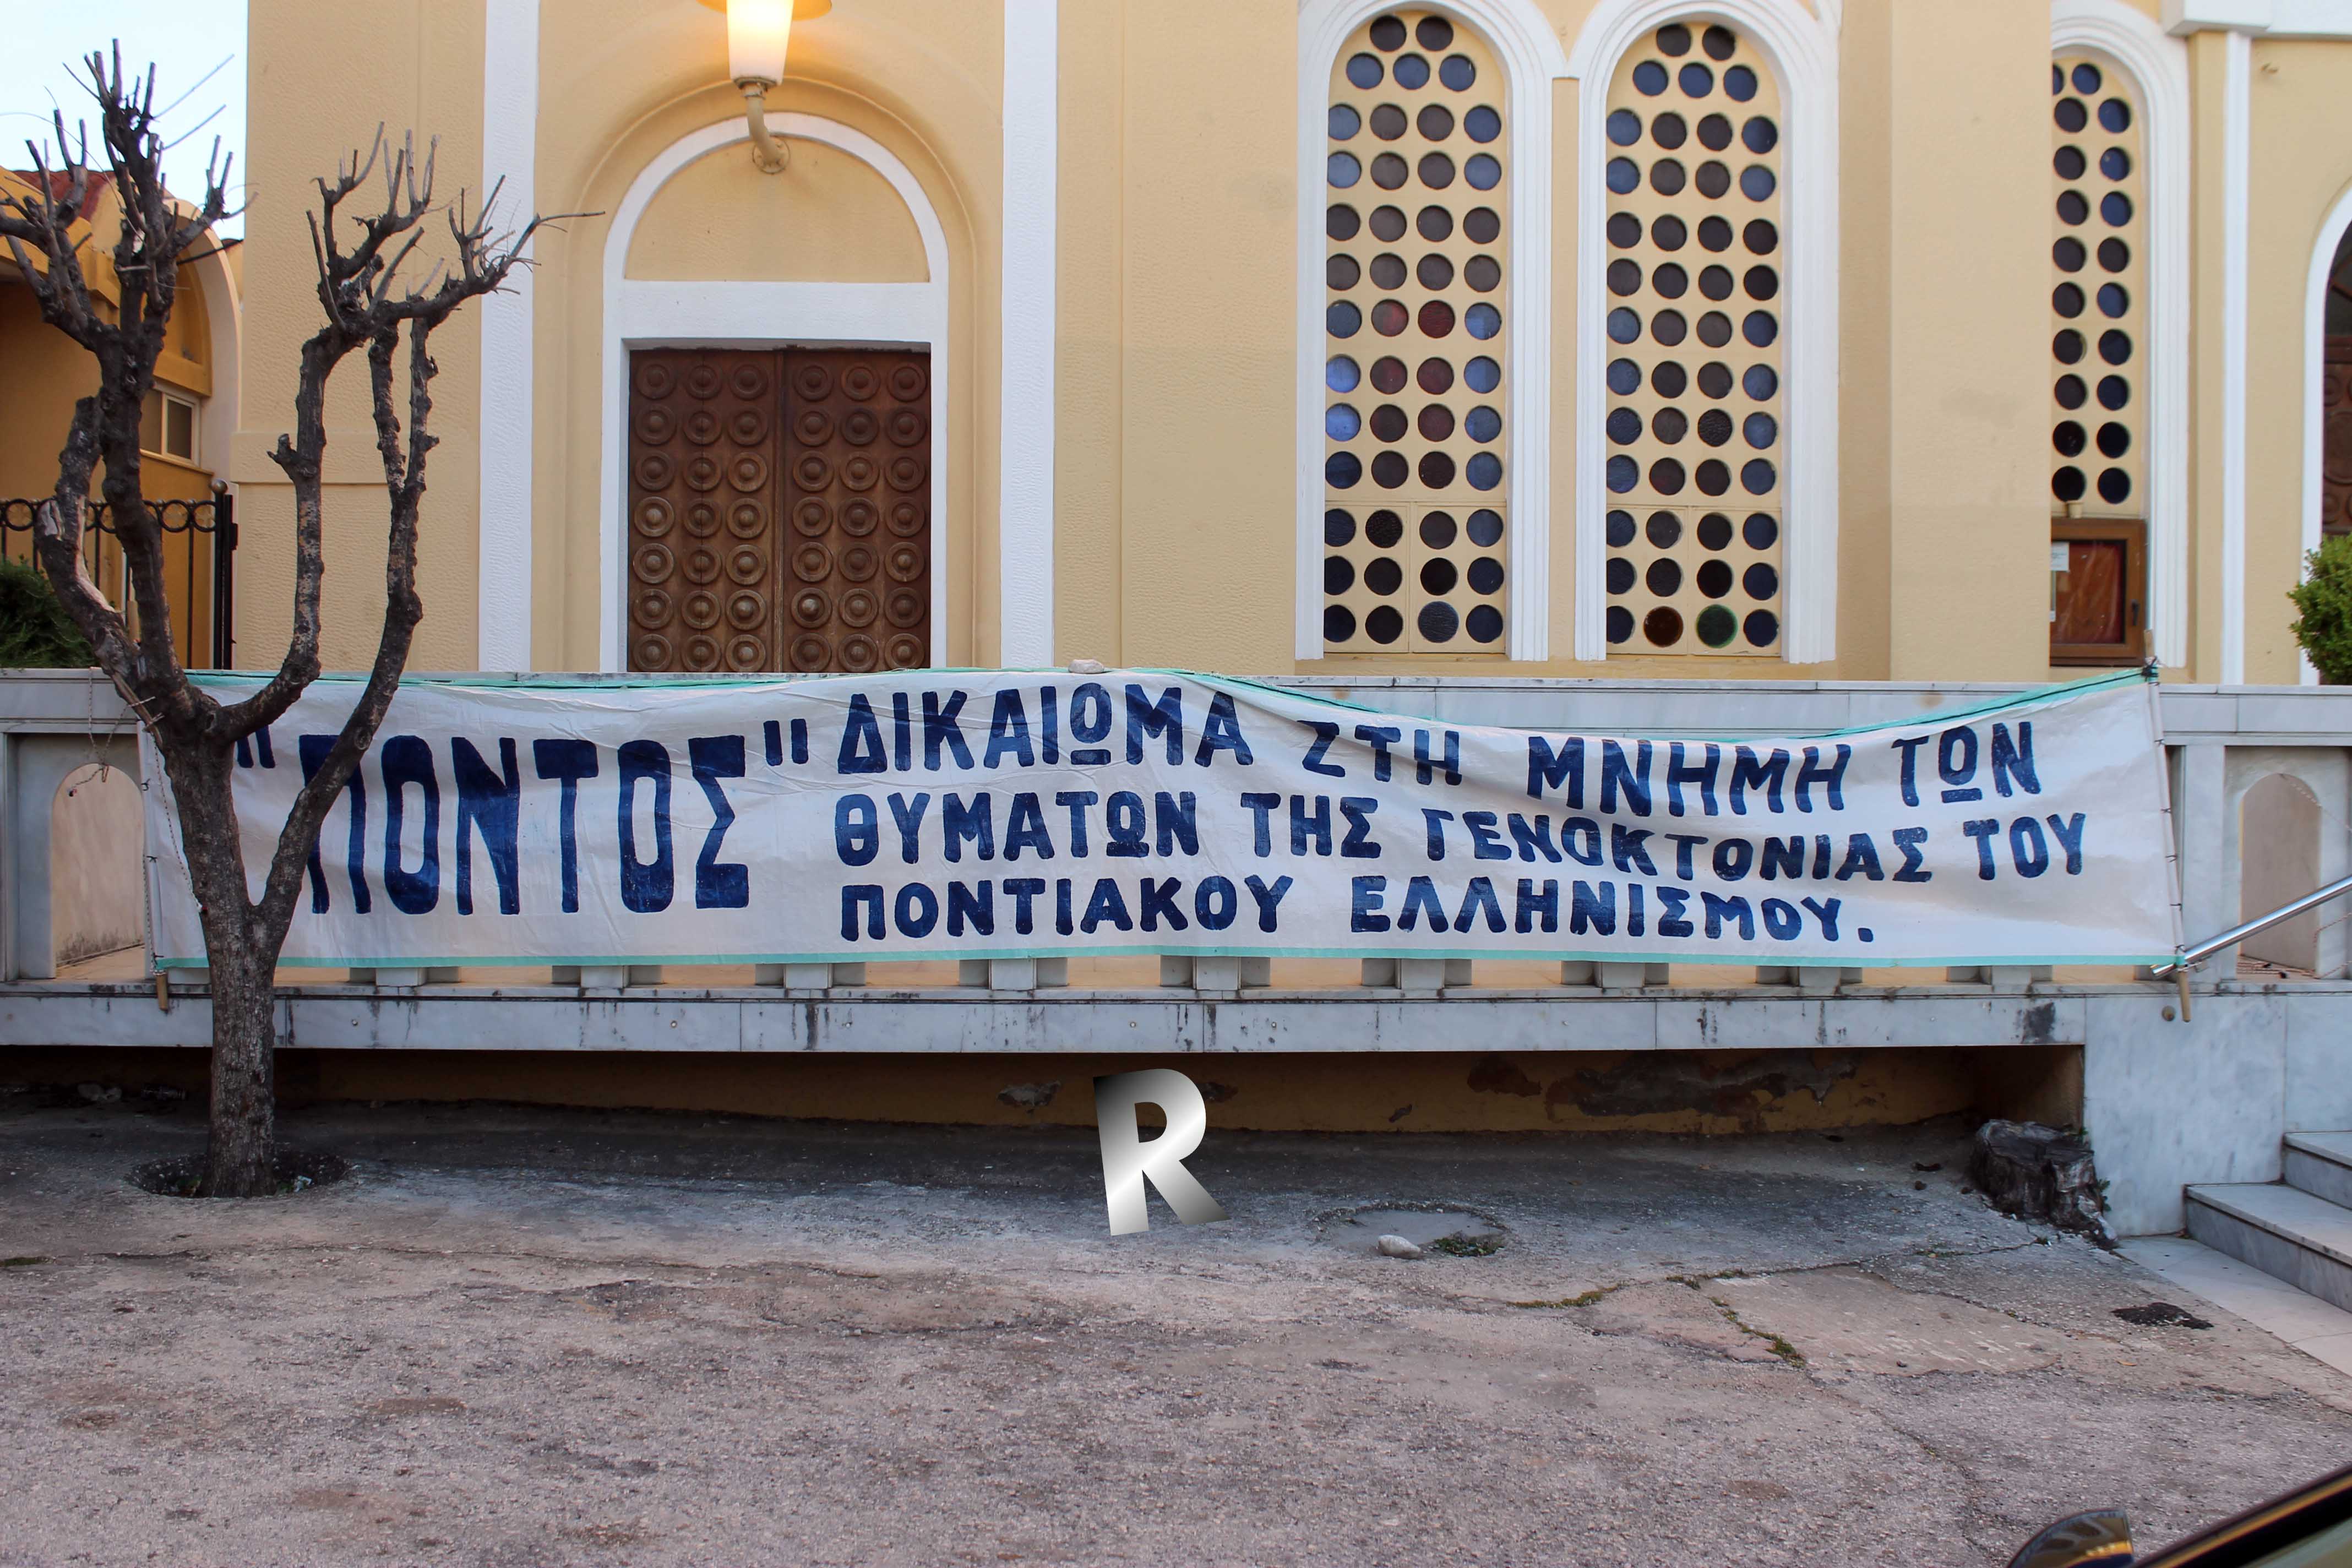 "ΠΟΝΤΟΣ" ΔΙΚΑΙΩΜΑ ΣΤΗ ΜΝΗΜΗ ΤΩΝ
ΘΥΜΑΤΩΝ ΤΗΣ ΓΕΝΟΚΤΟΝΙΑΣ ΤΟΥ
ΠΟΝΤΙΑΚΟΥ ΕΛΛΗΝΙΣΜΟΥ.
R